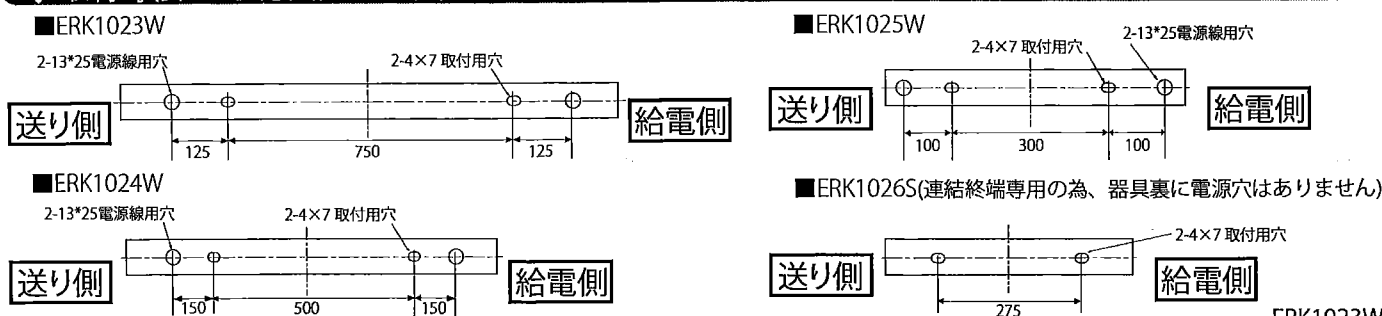 ■ERK1023W
2-13*25電源線用穴
2-4×7 取付用穴
送り側
給電側
125
750
125
■ERK1024W
2-13*25電源線用穴
2-4×7 取付用穴
送り側
給電側
150
500
150
■ERK1025W
2-4×7 取付用穴
2-13*25電源線用穴
送り側
給電側
100
300
100
■ERK1026S(連結終端専用の為、器具裏に電源穴はありません)
2-4×7 取付用穴
送り側
給電側
275
ERK1023W